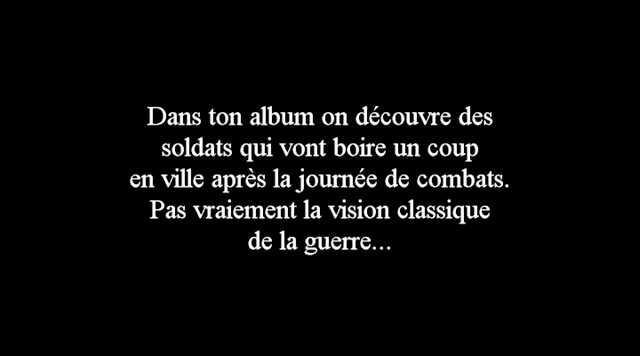 Dans ton album on découvre des
soldats qui vont boire un coup
en ville après la journée de combats.
Pas vraiement la vision classique
de la guerre...